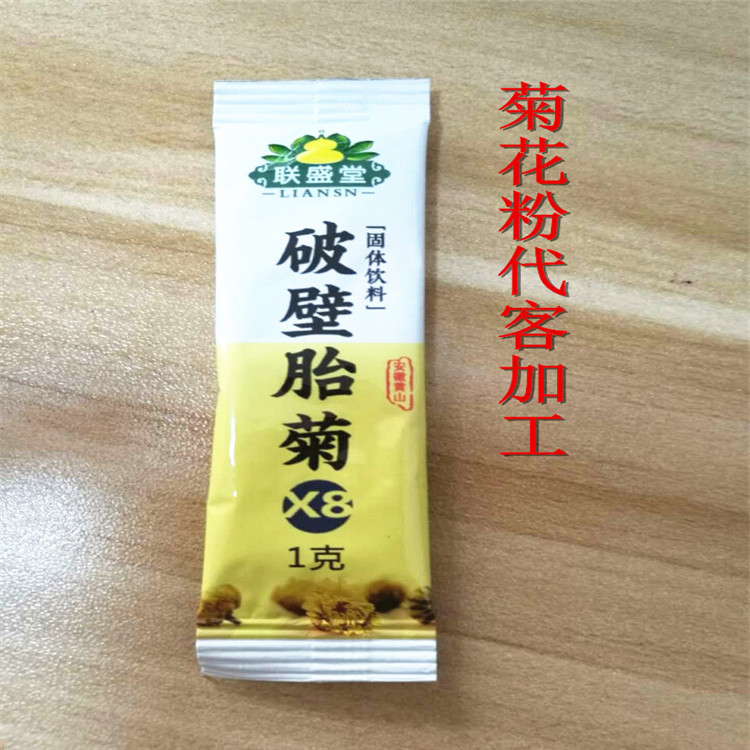 联盛堂
LIANSN
「固体饮料」
破壁胎菊
安徽黄山
X8
1克
菊花粉代客加工